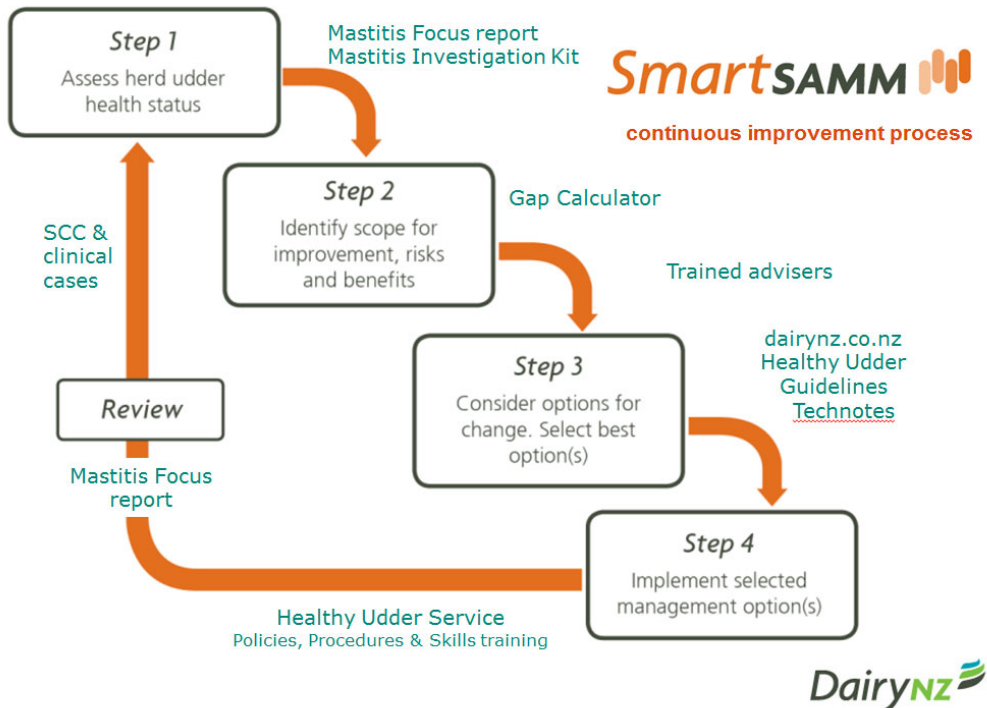 Step 1
Assess herd udder
health status
Mastitis Focus report
Mastitis Investigation Kit
SmartSAMM
continuous improvement process
Step 2
Identify scope for
improvement, risks
and benefits
Gap Calculator
SCC &
clinical
cases
Trained advisers
Step 3
Consider options for
change. Select best
option(s)
dairynz.co.nz
Healthy Udder
Guidelines
Technotes
Review
Mastitis Focus
report
Step 4
Implement selected
management option(s)
Healthy Udder Service
Policies, Procedures & Skills training
DairyNZ